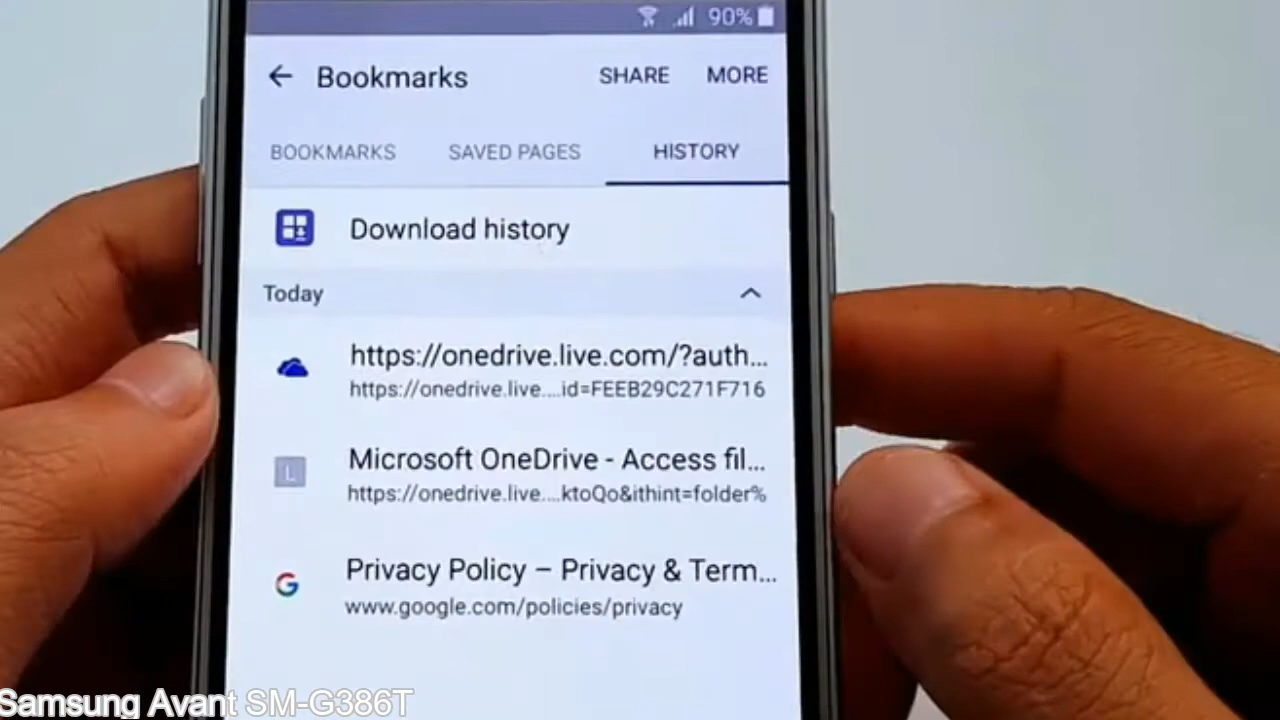 90%
Bookmarks SHARE MORE
BOOKMARKS SAVED PAGES HISTORY
Download history
Today
https://onedrive.live.com/?auth...
https://onedrive.live....id=FEEB29C271F716
L
Microsoft OneDrive - Access fil...
https://onedrive.live....ktoQo&ithint=folder%
G
Privacy Policy – Privacy & Term...
www.google.com/policies/privacy
Samsung Avant SM-G386T